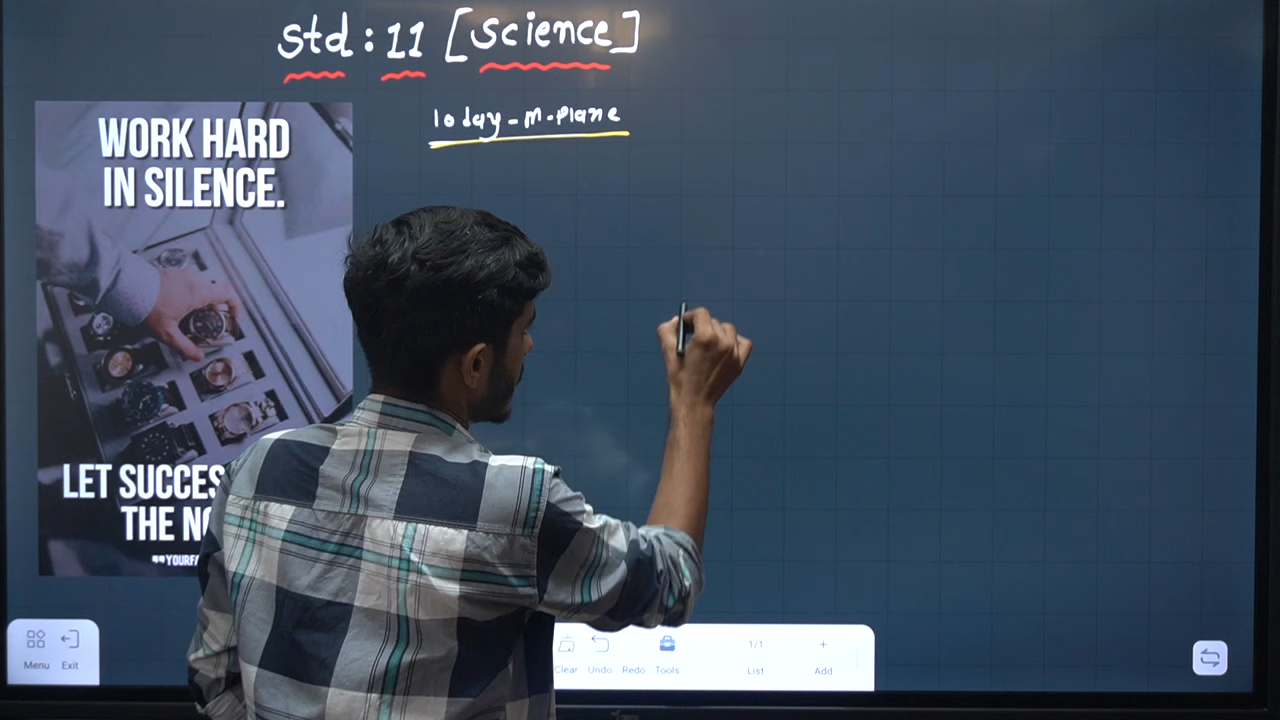 std : 11 [science]
10 day - m. plane
WORK HARD
IN SILENCE.
LET SUCCES
THE NO
Menu
Exit
Clear
Undo
Redo
Tools
1/1
List
+
Add